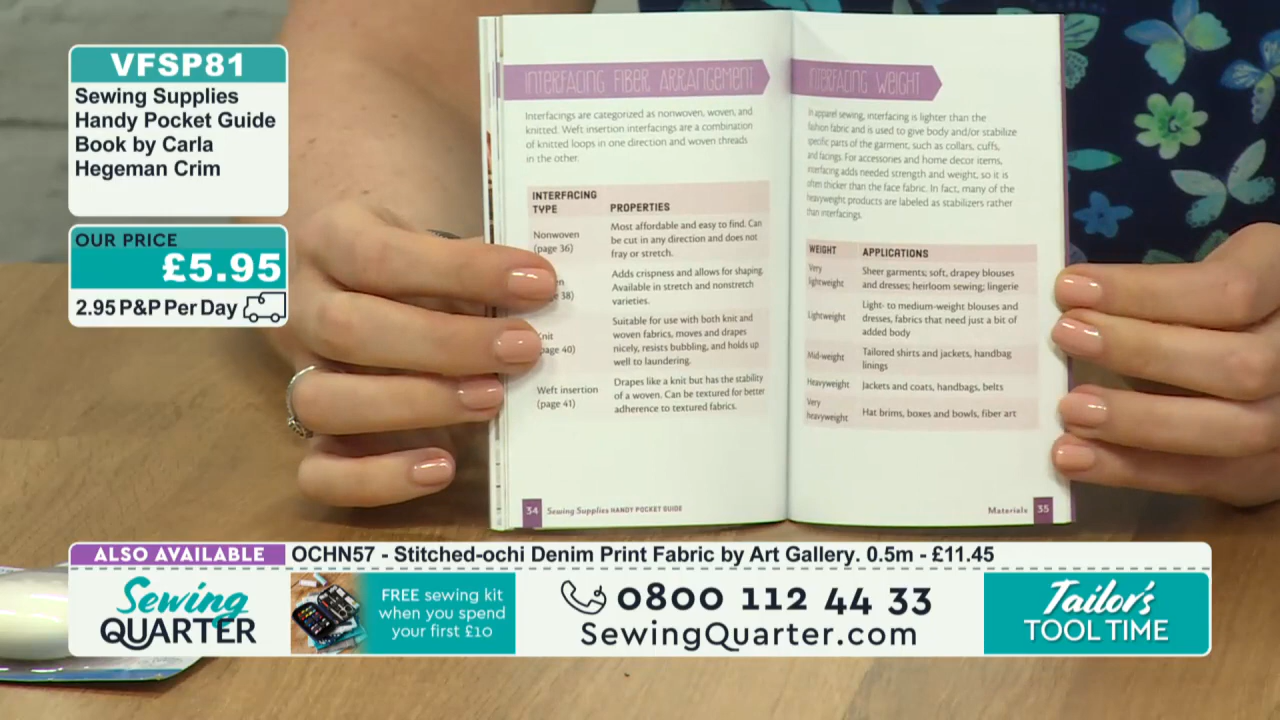 VFSP81
Sewing Supplies
Handy Pocket Guide
Book by Carla
Hegeman Crim
OUR PRICE
£5.95
2.95 P&P Per Day
INTERFACING FIBER ARRANGEMENT
Interfacings are categorized as nonwoven, woven, and
knitted. Weft insertion interfacings are a combination
of knitted loops in one direction and woven threads
in the other.
INTERFACING
TYPE
PROPERTIES
Nonwoven
(page 36)
Most affordable and easy to find. Can
be cut in any direction and does not
fray or stretch.
38)
Adds crispness and allows for shaping.
Available in stretch and nonstretch
varieties.
Knit
page 40)
Suitable for use with both knit and
woven fabrics, moves and drapes
nicely, resists bubbling, and holds up
well to laundering.
Weft insertion
(page 41)
Drapes like a knit but has the stability
of a woven. Can be textured for better
adherence to textured fabrics.
34 Sewing Supplies HANDY POCKET GUIDE
INTERFACING WEIGHT
In apparel sewing, interfacing is lighter than the
fashion fabric and is used to give body and/or stabilize
specific parts of the garment, such as collars, cuffs,
and facings. For accessories and home decor items,
interfacing adds needed strength and weight, so it is
often thicker than the face fabric. In fact, many of the
heavyweight products are labeled as stabilizers rather
than interfacings.
WEIGHT APPLICATIONS
Very
lightweight
Sheer garments; soft, drapey blouses
and dresses; heirloom sewing; lingerie
Lightweight
Light- to medium-weight blouses and
dresses, fabrics that need just a bit of
added body
Mid-weight
Tailored shirts and jackets, handbag
linings
Heavyweight Jackets and coats, handbags, belts
Very
heavyweight
Hat brims, boxes and bowls, fiber art
Materials 35
ALSO AVAILABLE OCHN57 - Stitched-ochi Denim Print Fabric by Art Gallery. 0.5m - £11.45
Sewing
QUARTER
FREE sewing kit
when you spend
your first £10
0800 112 44 33
SewingQuarter.com
Tailor's
TOOL TIME